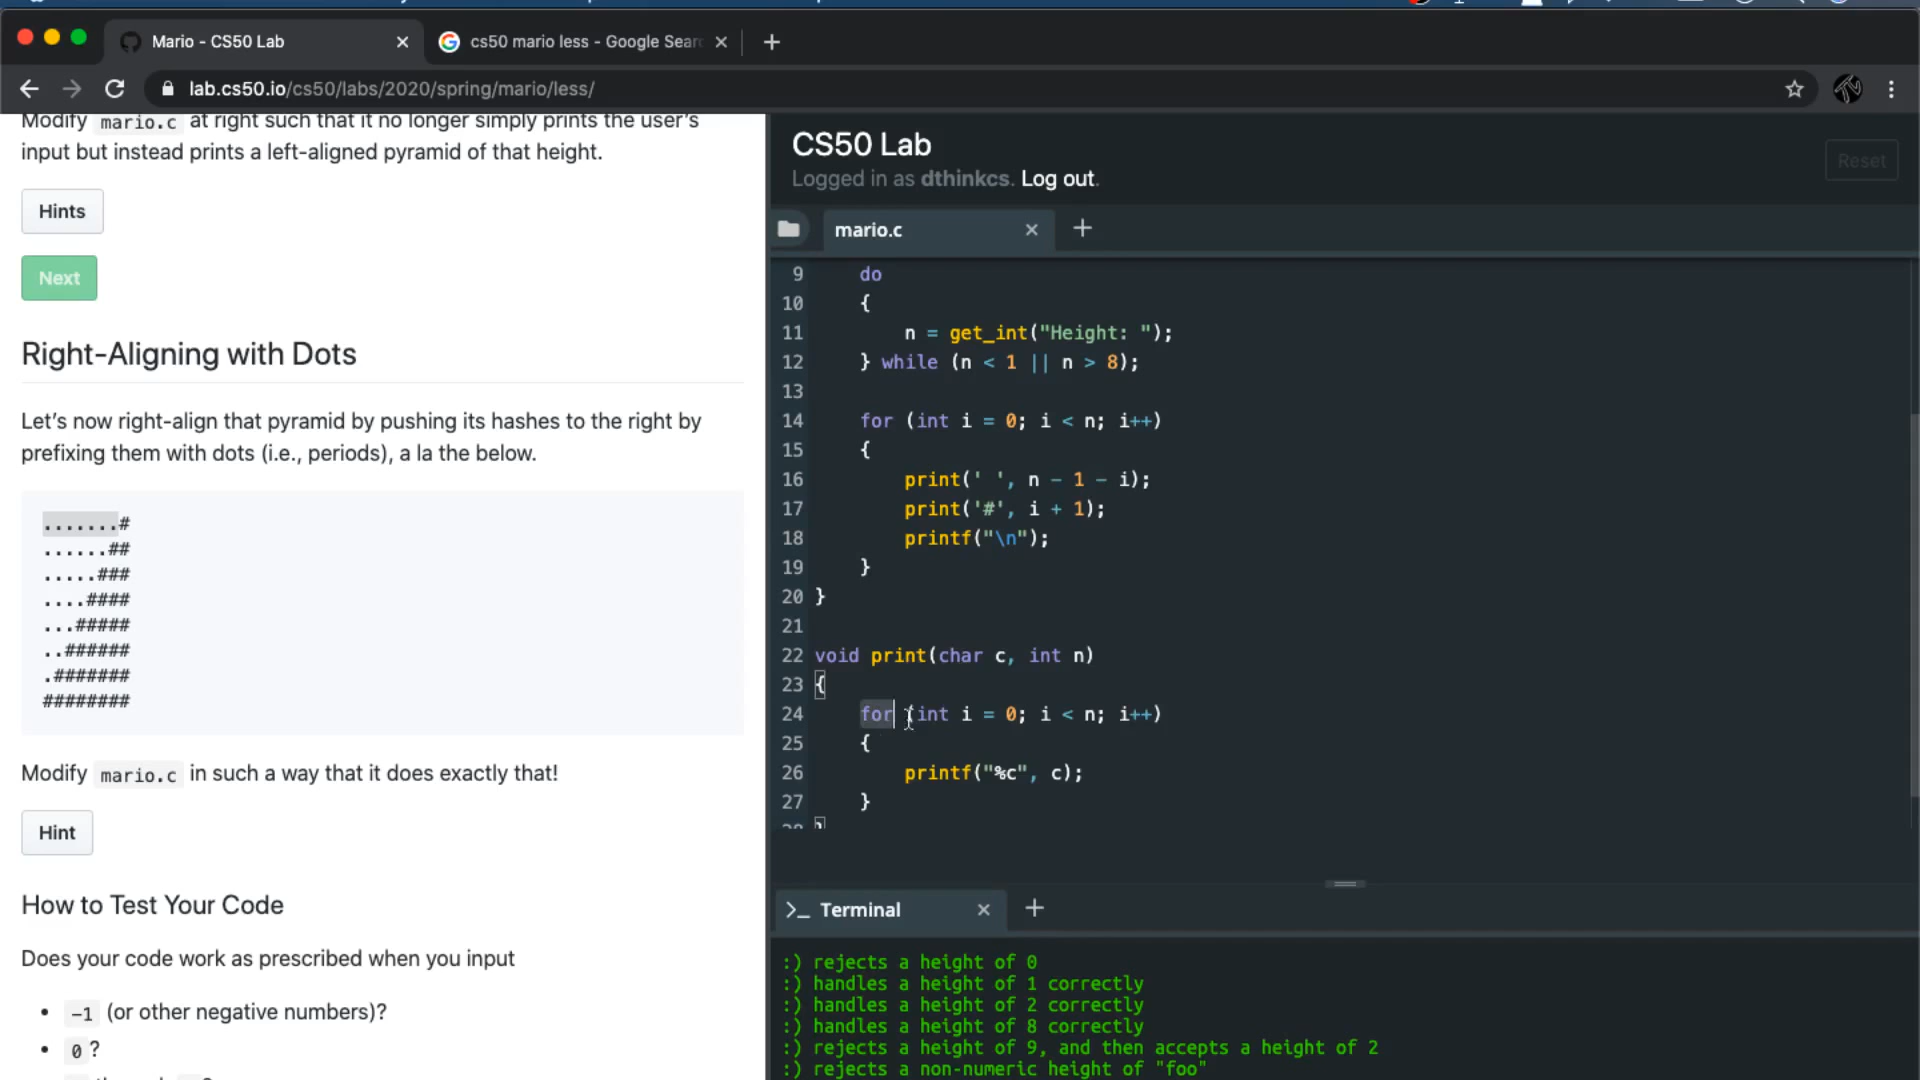 Mario - CS50 Lab
cs50 mario less - Google Sear
lab.cs50.io/cs50/labs/2020/spring/mario/less/
Modify mario.c at right such that it no longer simply prints the user's
input but instead prints a left-aligned pyramid of that height.
Hints
Next
Right-Aligning with Dots
Let's now right-align that pyramid by pushing its hashes to the right by
prefixing them with dots (i.e., periods), a la the below.
.......#
......##
.....###
....####
...#####
..######
.#######
########
Modify mario.c in such a way that it does exactly that!
Hint
How to Test Your Code
Does your code work as prescribed when you input
• -1 (or other negative numbers)?
• 0 ?
CS50 Lab
Reset
Logged in as dthinkcs. Log out.
mario.c
9 do
10 {
11 n = get_int("Height: ");
12 } while (n < 1 || n > 8);
13
14 for (int i = 0; i < n; i++)
15 {
16 print(' ', n - 1 - i);
17 print('#', i + 1);
18 printf("\n");
19 }
20 }
21
22 void print(char c, int n)
23 {
24 for (int i = 0; i < n; i++)
25 {
26 printf("%c", c);
27 }
>_ Terminal
:) rejects a height of 0
:) handles a height of 1 correctly
:) handles a height of 2 correctly
:) handles a height of 8 correctly
:) rejects a height of 9, and then accepts a height of 2
:) rejects a non-numeric height of "foo"